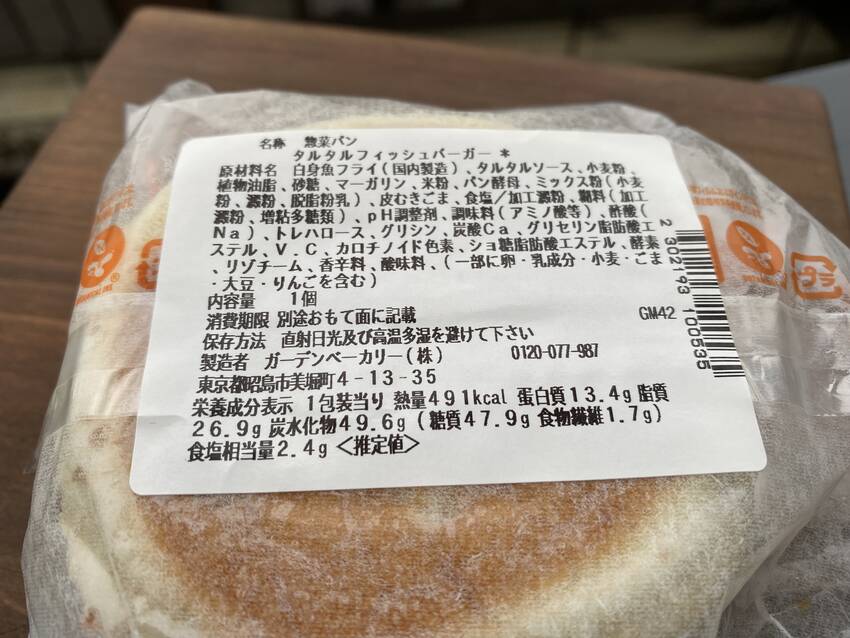 名称 惣菜パン
タルタルフィッシュバーガー *
原材料名 白身魚フライ(国内製造)、タルタルソース、小麦粉、
植物油脂、砂糖、マーガリン、米粉、パン酵母、ミックス粉(小麦
粉、澱粉、脱脂粉乳)、皮むきごま、食塩/加工澱粉、糊料(加工
澱粉、増粘多糖類)、pH調整剤、調味料(アミノ酸等)、酢酸(
Na)、トレハロース、グリシン、炭酸Ca、グリセリン脂肪酸エ
ステル、V.C、カロチノイド色素、ショ糖脂肪酸エステル、酵素
、リゾチーム、香辛料、酸味料、(一部に卵・乳成分・小麦・ごま
・大豆・りんごを含む)
内容量 1個
消費期限 別途おもて面に記載 GM42
保存方法 直射日光及び高温多湿を避けて下さい
製造者 ガーデンベーカリー(株) 0120-077-987
東京都昭島市美堀町4-13-35
栄養成分表示 1包装当り 熱量491kcal 蛋白質13.4g 脂質
26.9g 炭水化物49.6g(糖質47.9g 食物繊維1.7g)
食塩相当量2.4g <推定値>
2 302193 100535
プラ